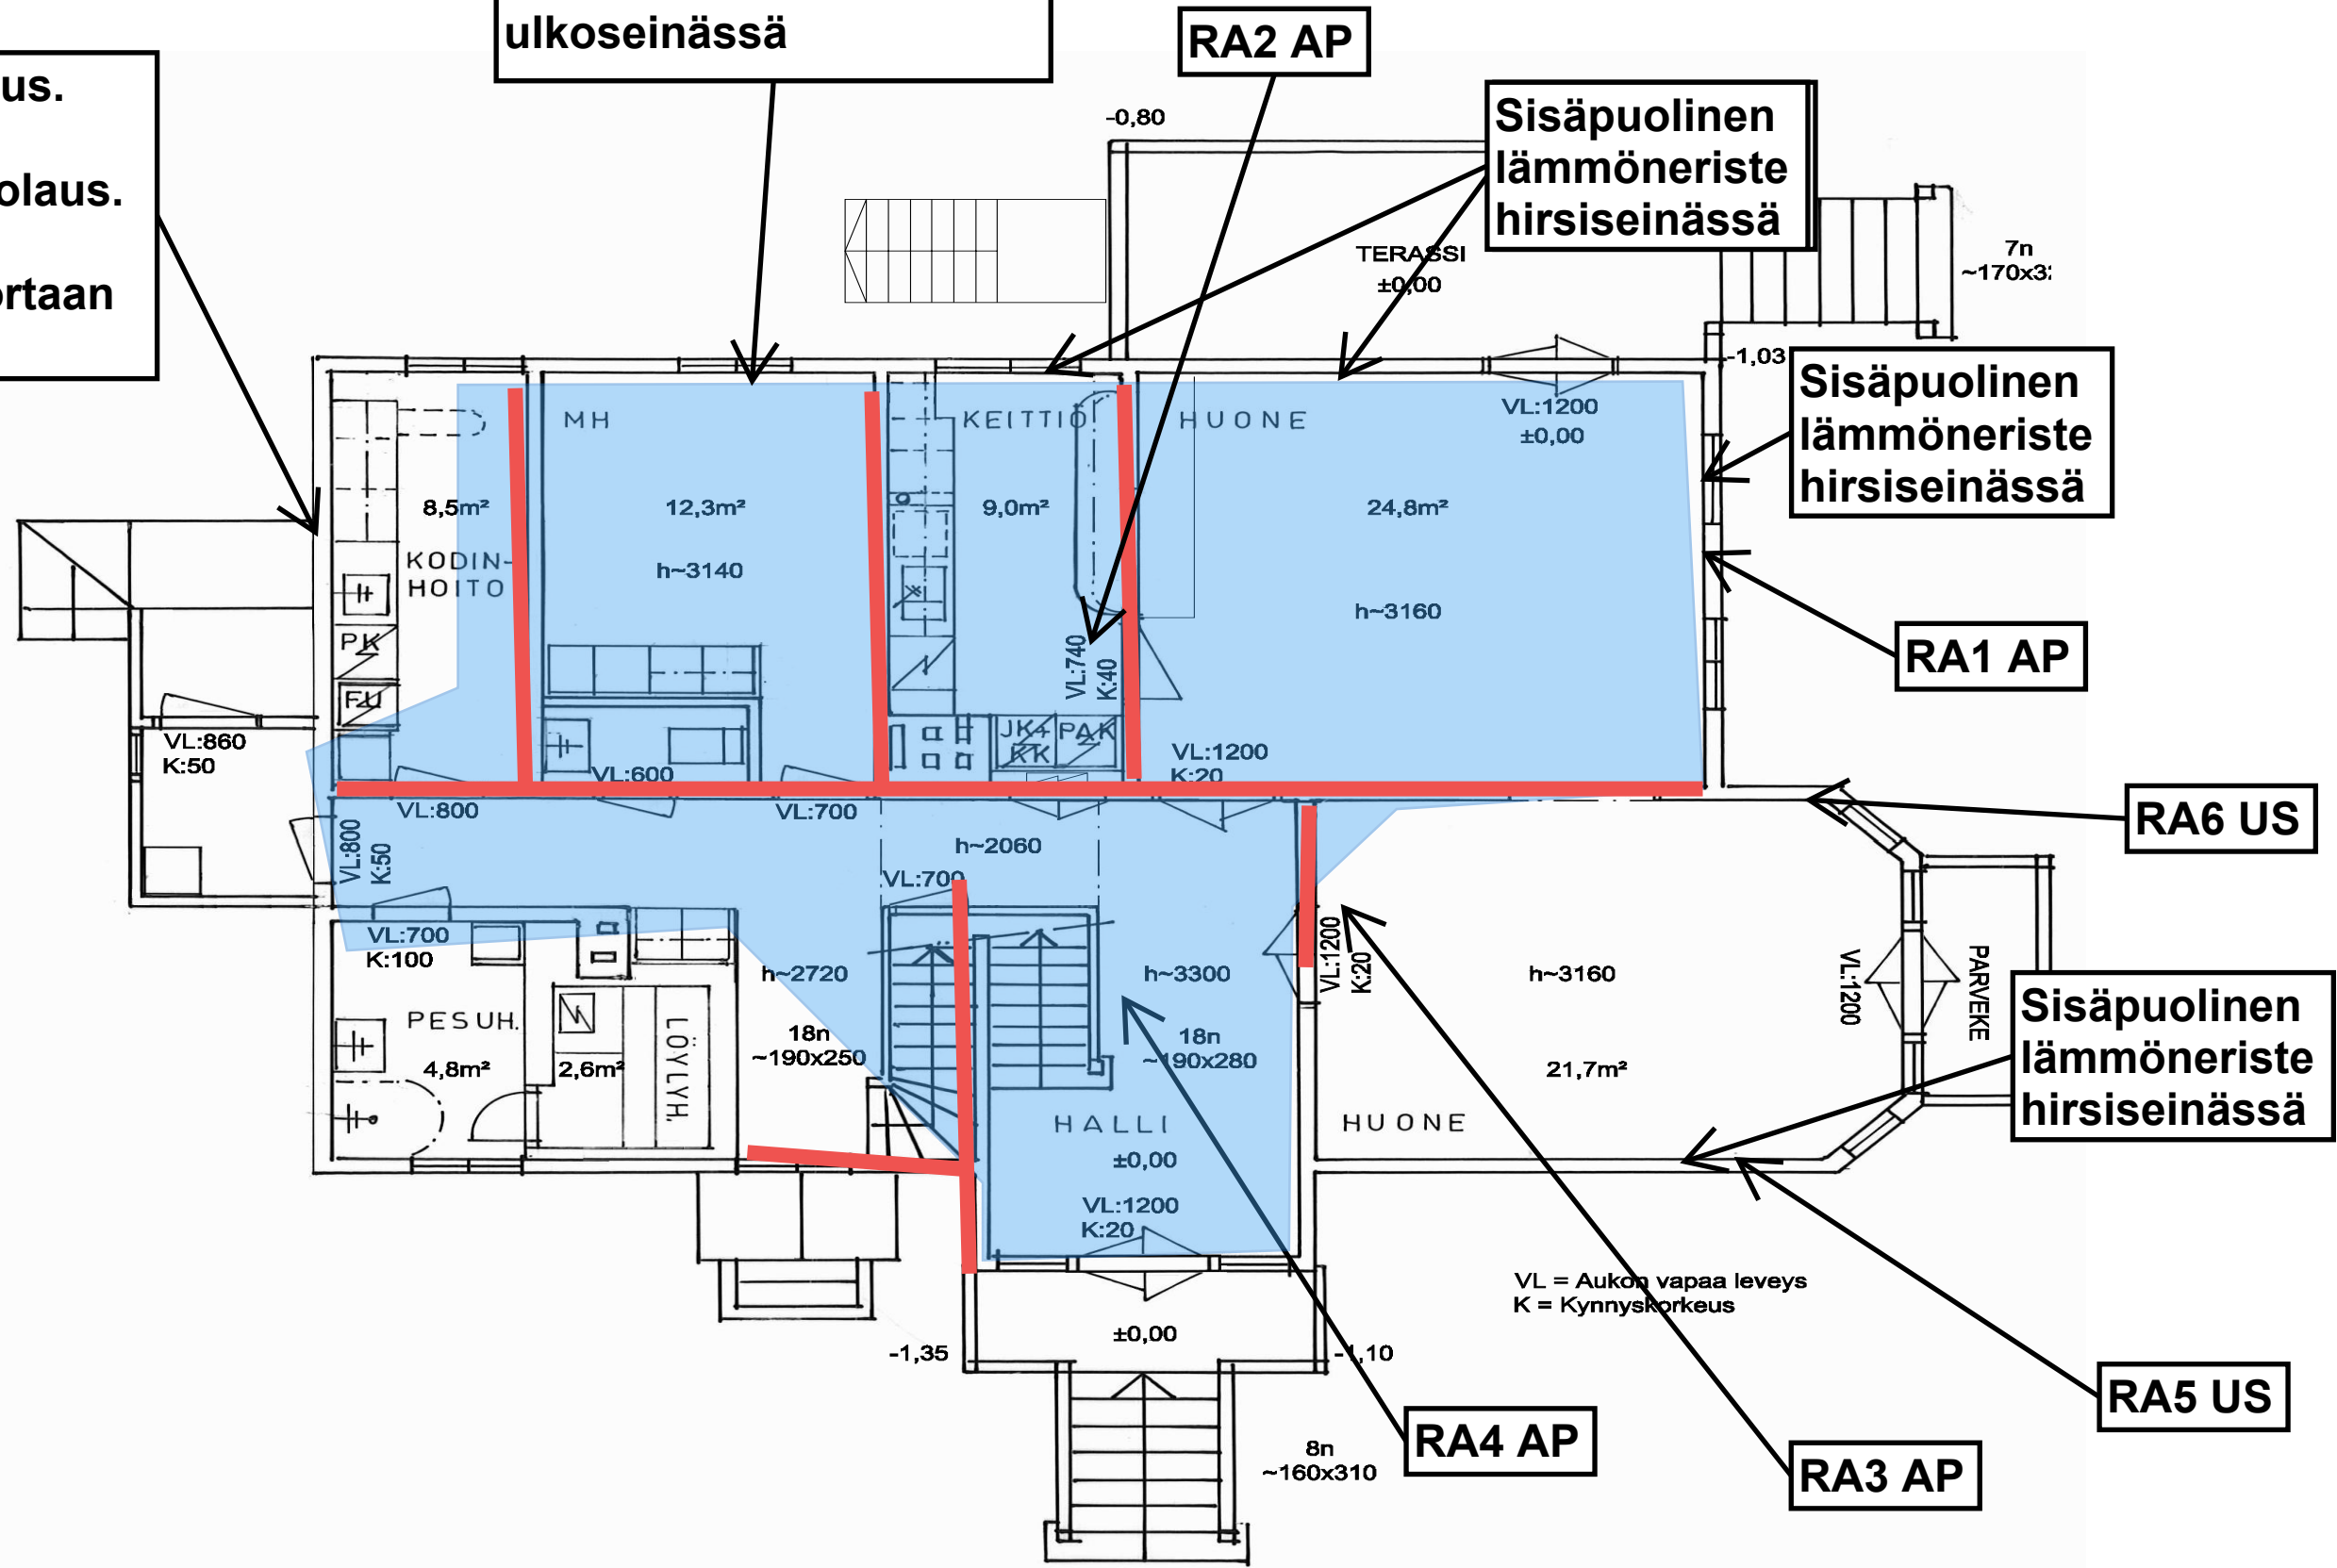 ulkoseinässä
RA2 AP
us.
olaus.
rtaan
-0,80
Sisäpuolinen
lämmöneriste
hirsiseinässä
TERASSI
±0,00
7n
-1,03
Sisäpuolinen
lämmöneriste
hirsiseinässä
MH
KEITTIÖ
HUONE
VL:1200
±0,00
8,5m²
12,3m²
9,0m²
24,8m²
KODIN-
HOITO
h~3140
h~3160
PK
VL:740
K:40
RA1 AP
FU
JK+
KK
PAK
VL:860
K:50
VL:600
VL:1200
K:20
VL:800
VL:700
RA6 US
VL:800
K:50
h~2060
VL:700
VL:700
K:100
h~2720
h~3300
VL:1200
K:20
h~3160
VL:1200
PARVEKE
PESUH.
LÖYLYH.
18n
~190x250
18n
~190x280
4,8m²
2,6m²
21,7m²
Sisäpuolinen
lämmöneriste
hirsiseinässä
HALLI
±0,00
HUONE
VL:1200
K:20
VL = Aukon vapaa leveys
K = Kynnyskorkeus
±0,00
-1,35
-1,10
RA5 US
RA4 AP
8n
~160x310
RA3 AP